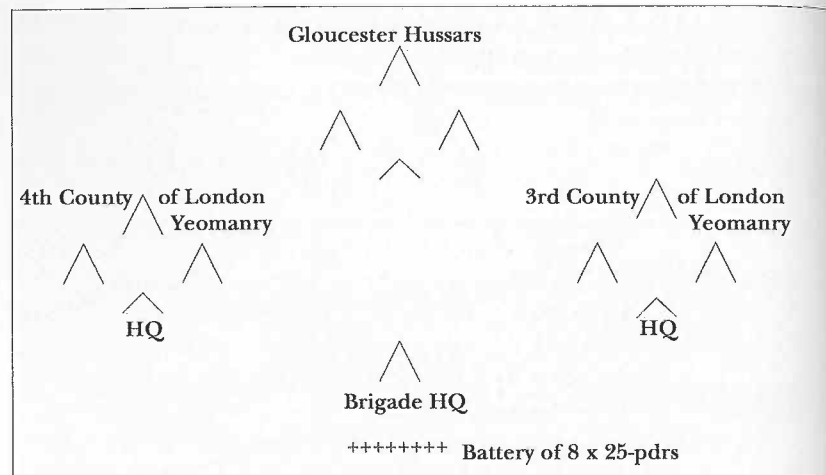 Gloucester Hussars
4th County of London
Yeomanry
3rd County of London
Yeomanry
HQ
HQ
Brigade HQ
++++++++ Battery of 8 x 25-pdrs